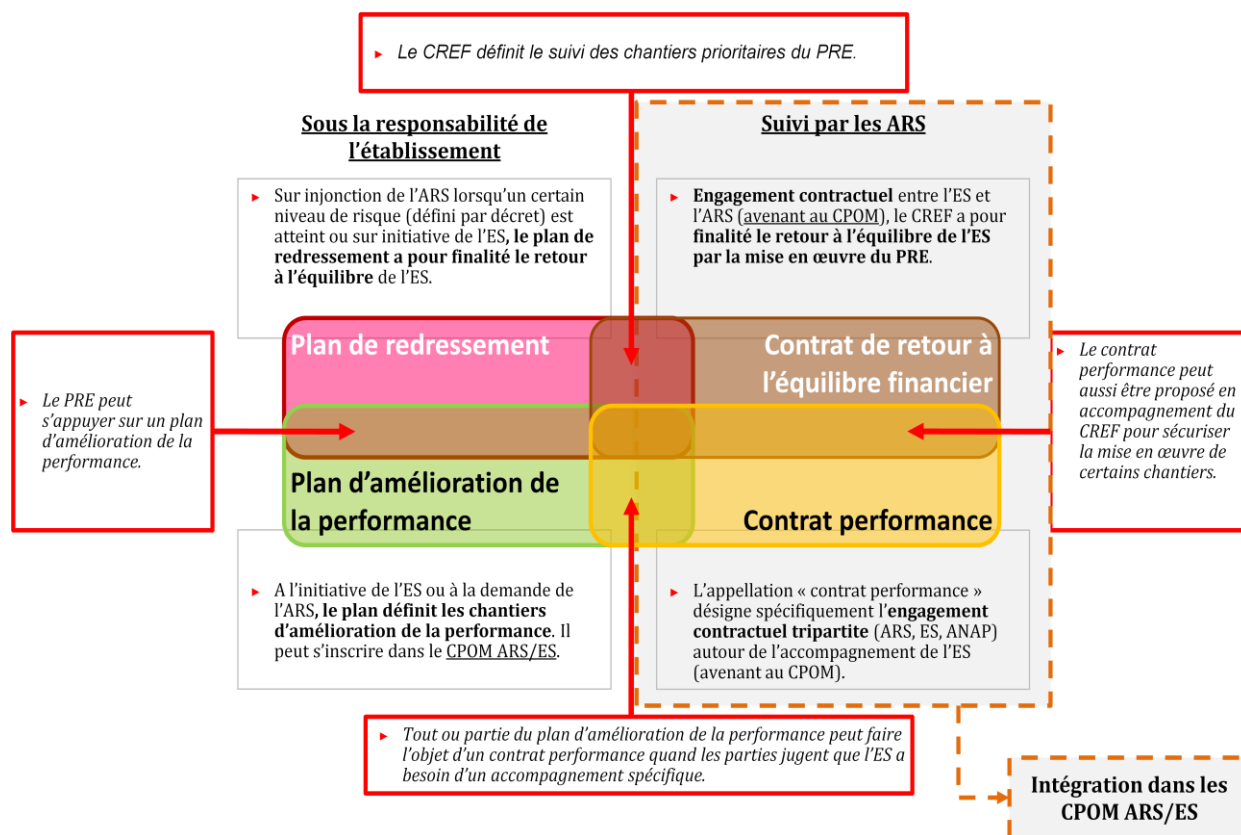 ► Le CREF définit le suivi des chantiers prioritaires du PRE.
Sous la responsabilité de
l’établissement
Suivi par les ARS
► Sur injonction de l’ARS lorsqu’un certain
niveau de risque (défini par décret) est
atteint ou sur initiative de l’ES, le plan de
redressement a pour finalité le retour
à l’équilibre de l’ES.
► Engagement contractuel entre l’ES et
l’ARS (avenant au CPOM), le CREF a pour
finalité le retour à l’équilibre de l’ES
par la mise en œuvre du PRE.
Plan de redressement
Contrat de retour à
l’équilibre financier
► Le PRE peut
s’appuyer sur un plan
d’amélioration de la
performance.
► Le contrat
performance peut
aussi être proposé en
accompagnement du
CREF pour sécuriser
la mise en œuvre de
certains chantiers.
Plan d’amélioration de
la performance
Contrat performance
► A l’initiative de l’ES ou à la demande de
l’ARS, le plan définit les chantiers
d’amélioration de la performance. Il
peut s’inscrire dans le CPOM ARS/ES.
► L’appellation « contrat performance »
désigne spécifiquement l’engagement
contractuel tripartite (ARS, ES, ANAP)
autour de l’accompagnement de l’ES
(avenant au CPOM).
► Tout ou partie du plan d’amélioration de la performance peut faire
l’objet d’un contrat performance quand les parties jugent que l’ES a
besoin d’un accompagnement spécifique.
Intégration dans les
CPOM ARS/ES